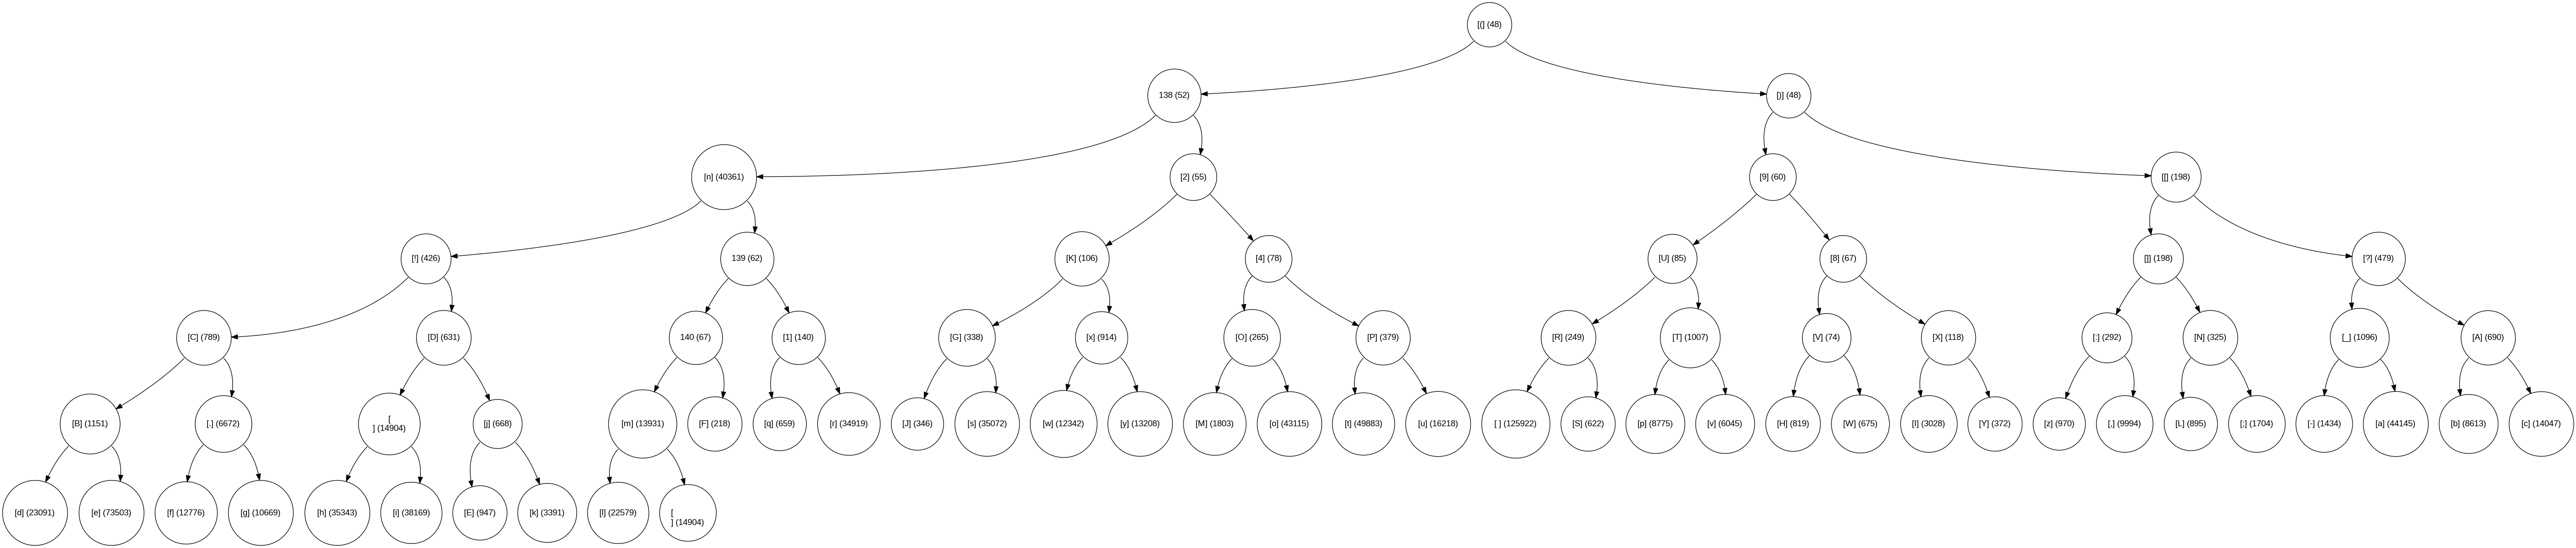 [(] (48)
138 (52)
[)] (48)
[n] (40361)
[2] (55)
[9] (60)
[[] (198)
[!] (426)
139 (62)
[K] (106)
[4] (78)
[U] (85)
[8] (67)
[]] (198)
[?] (479)
[C] (789)
[D] (631)
140 (67)
[1] (140)
[G] (338)
[x] (914)
[O] (265)
[P] (379)
[R] (249)
[T] (1007)
[V] (74)
[X] (118)
[:] (292)
[N] (325)
[_] (1096)
[A] (690)
[B] (1151)
[.] (6672)
[
] (14904)
[j] (668)
[m] (13931)
[F] (218)
[q] (659)
[r] (34919)
[J] (346)
[s] (35072)
[w] (12342)
[y] (13208)
[M] (1803)
[o] (43115)
[t] (49883)
[u] (16218)
[ ] (125922)
[S] (622)
[p] (8775)
[v] (6045)
[H] (819)
[W] (675)
[I] (3028)
[Y] (372)
[z] (970)
[,] (9994)
[L] (895)
[;] (1704)
[-] (1434)
[a] (44145)
[b] (8613)
[c] (14047)
[d] (23091)
[e] (73503)
[f] (12776)
[g] (10669)
[h] (35343)
[i] (38169)
[E] (947)
[k] (3391)
[l] (22579)
[
] (14904)